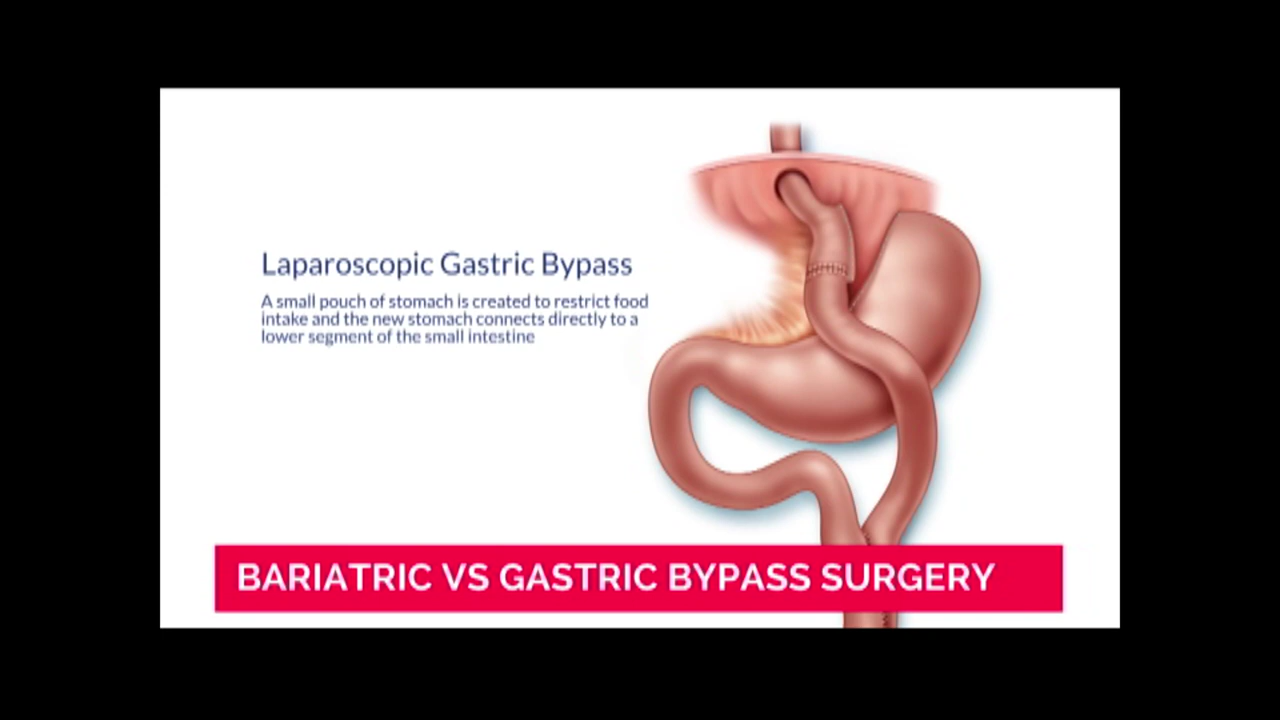 Laparoscopic Gastric Bypass
A small pouch of stomach is created to restrict food
intake and the new stomach connects directly to a
lower segment of the small intestine
BARIATRIC VS GASTRIC BYPASS SURGERY